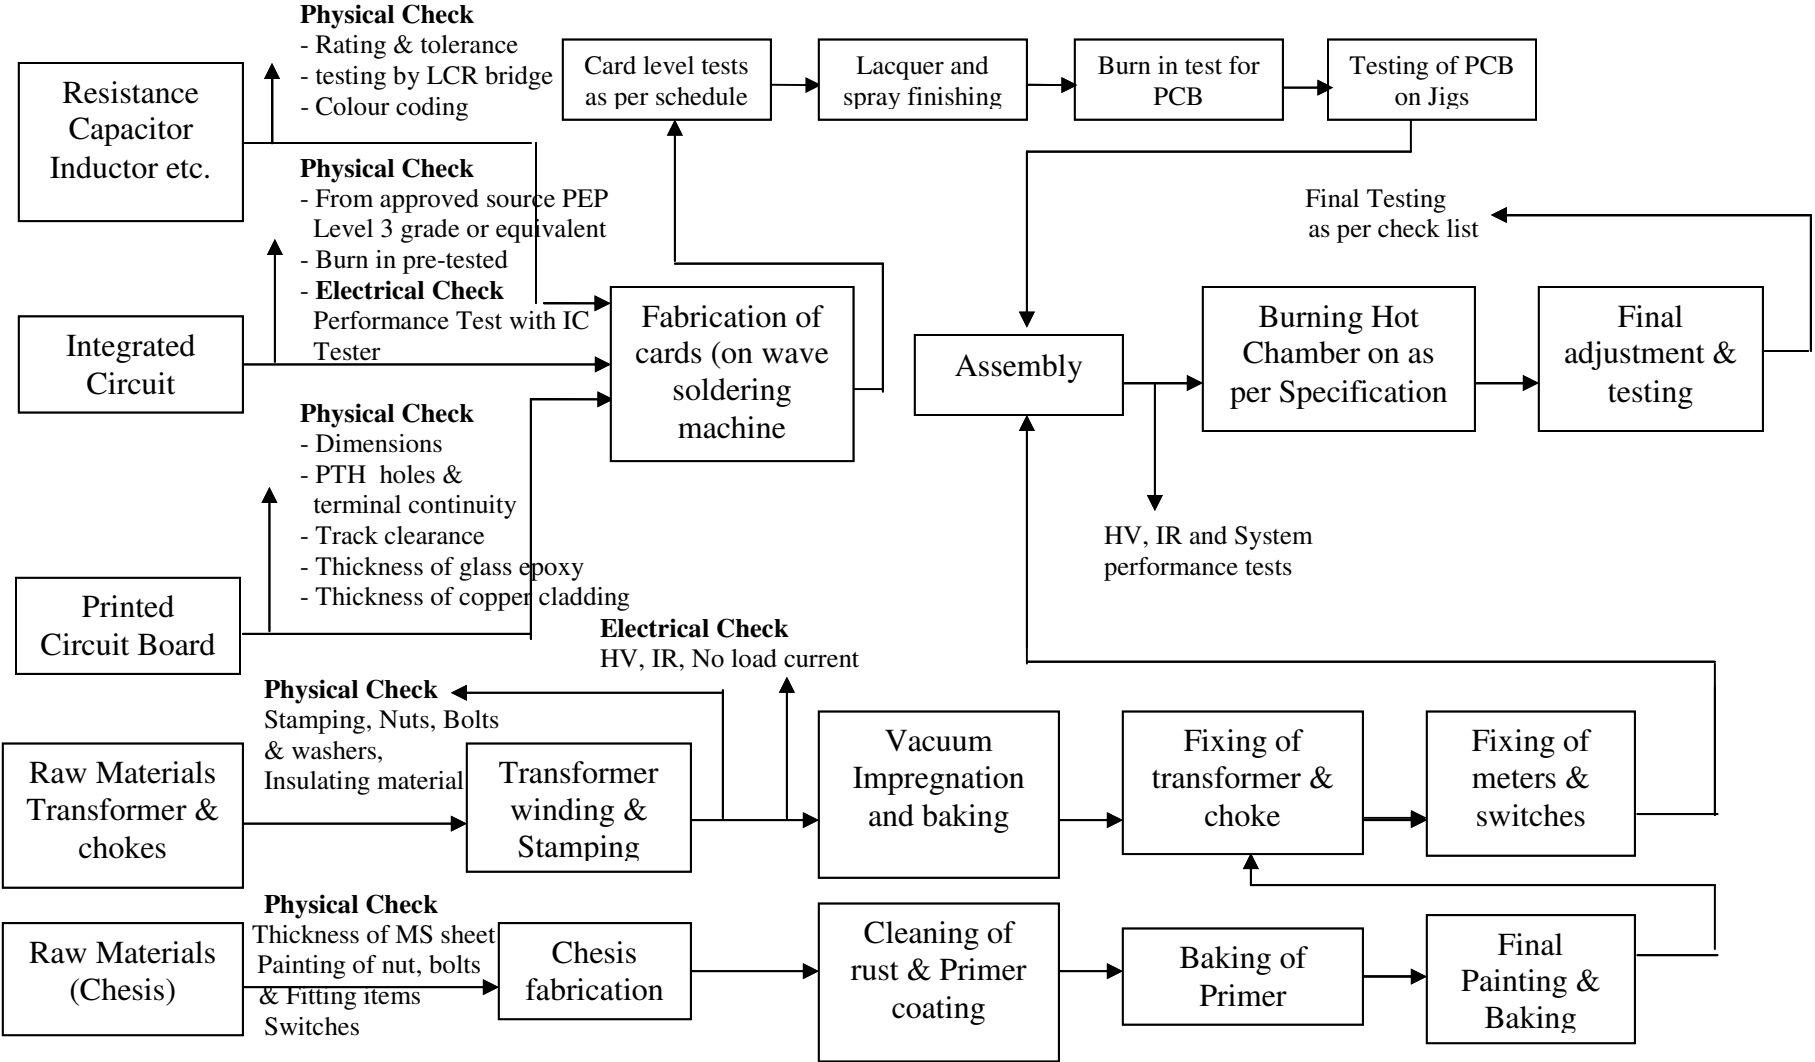 Physical Check
- Rating & tolerance
- testing by LCR bridge
- Colour coding
Resistance
Capacitor
Inductor etc.
Card level tests
as per schedule
Lacquer and
spray finishing
Burn in test for
PCB
Testing of PCB
on Jigs
Physical Check
- From approved source PEP
Level 3 grade or equivalent
- Burn in pre-tested
- Electrical Check
Performance Test with IC
Tester
Final Testing
as per check list
Integrated
Circuit
Fabrication of
cards (on wave
soldering
machine
Assembly
Burning Hot
Chamber on as
per Specification
Final
adjustment &
testing
Physical Check
- Dimensions
- PTH holes &
terminal continuity
- Track clearance
- Thickness of glass epoxy
- Thickness of copper cladding
HV, IR and System
performance tests
Printed
Circuit Board
Electrical Check
HV, IR, No load current
Physical Check
Stamping, Nuts, Bolts
& washers,
Insulating material
Raw Materials
Transformer &
chokes
Transformer
winding &
Stamping
Vacuum
Impregnation
and baking
Fixing of
transformer &
choke
Fixing of
meters &
switches
Physical Check
Thickness of MS sheet
Painting of nut, bolts
& Fitting items
Switches
Raw Materials
(Chesis)
Chesis
fabrication
Cleaning of
rust & Primer
coating
Baking of
Primer
Final
Painting &
Baking